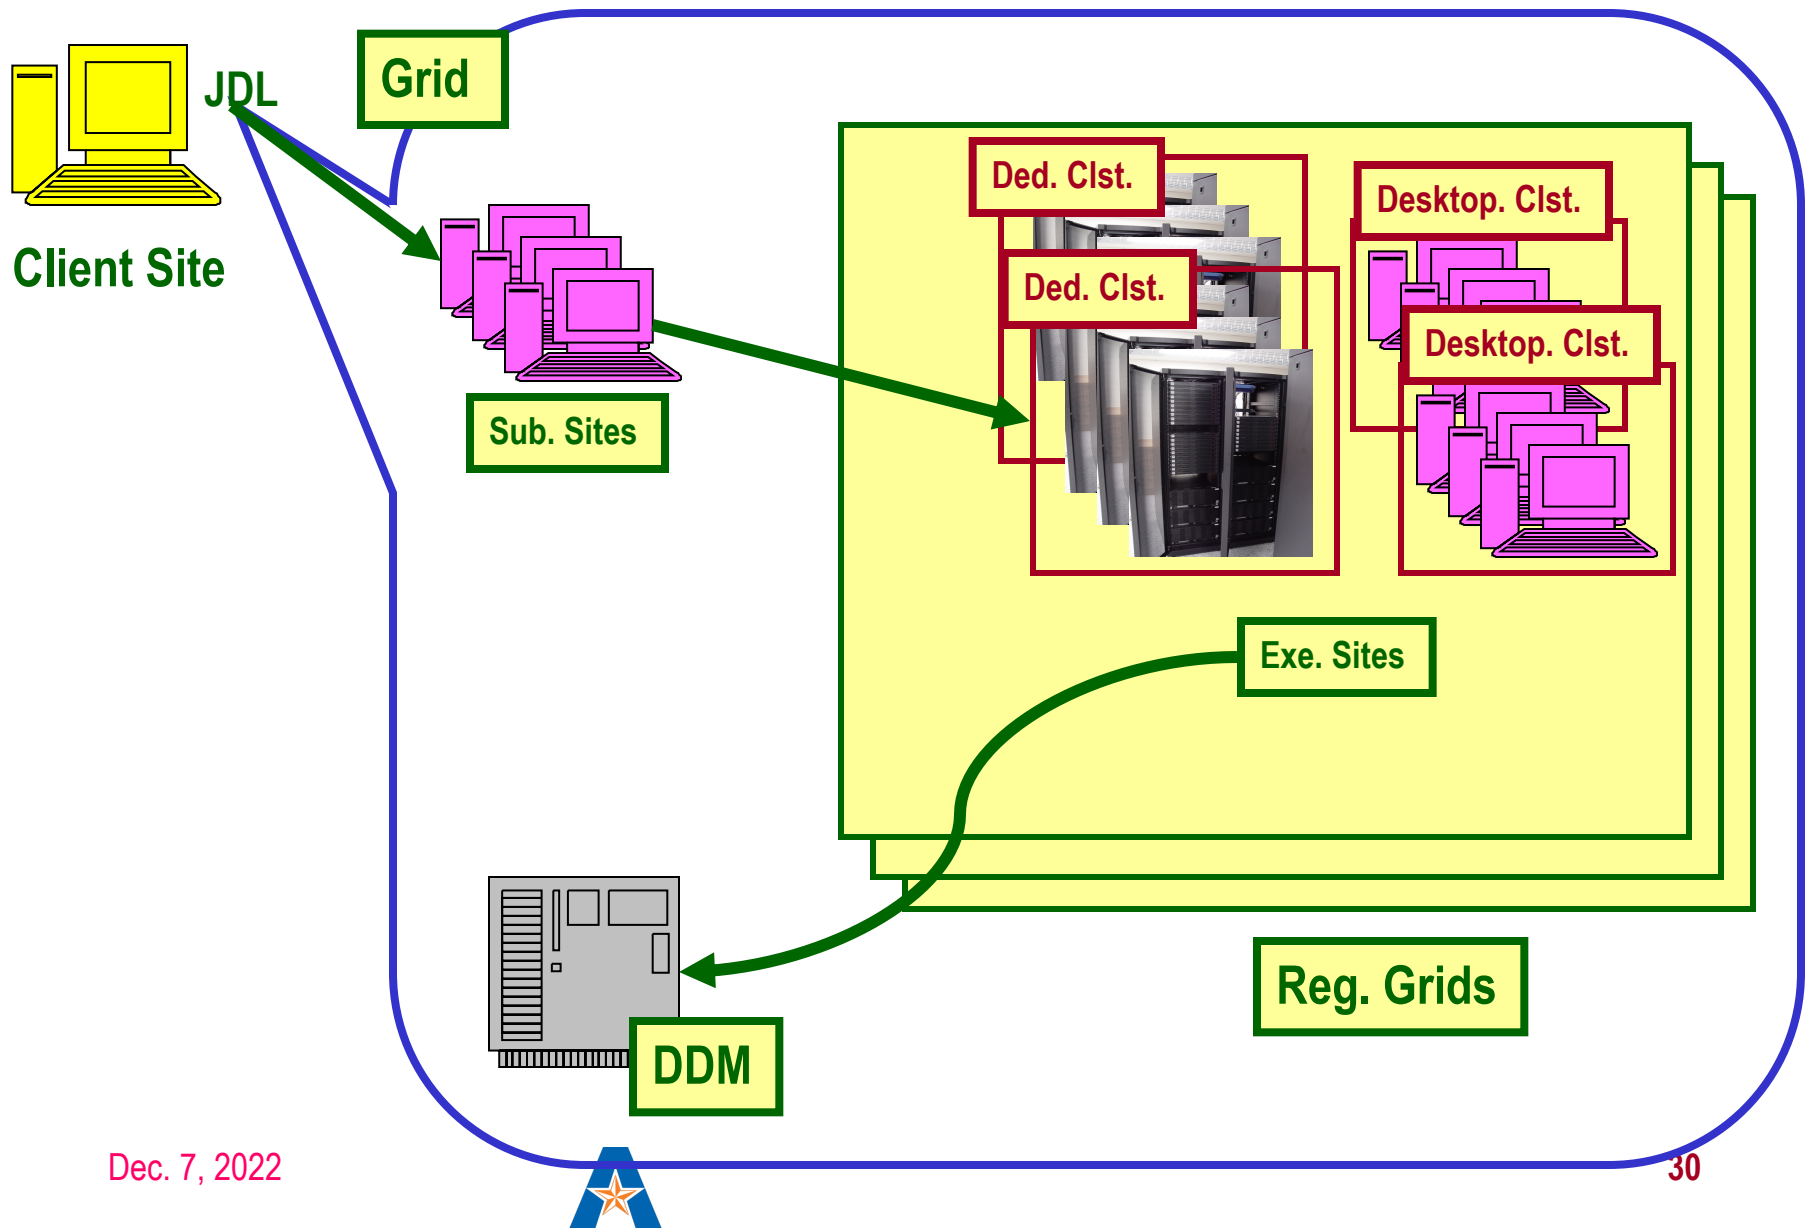 JDL
Grid
Client Site
Sub. Sites
Ded. Clst.
Ded. Clst.
Desktop. Clst.
Desktop. Clst.
Exe. Sites
Reg. Grids
DDM
Dec. 7, 2022
30